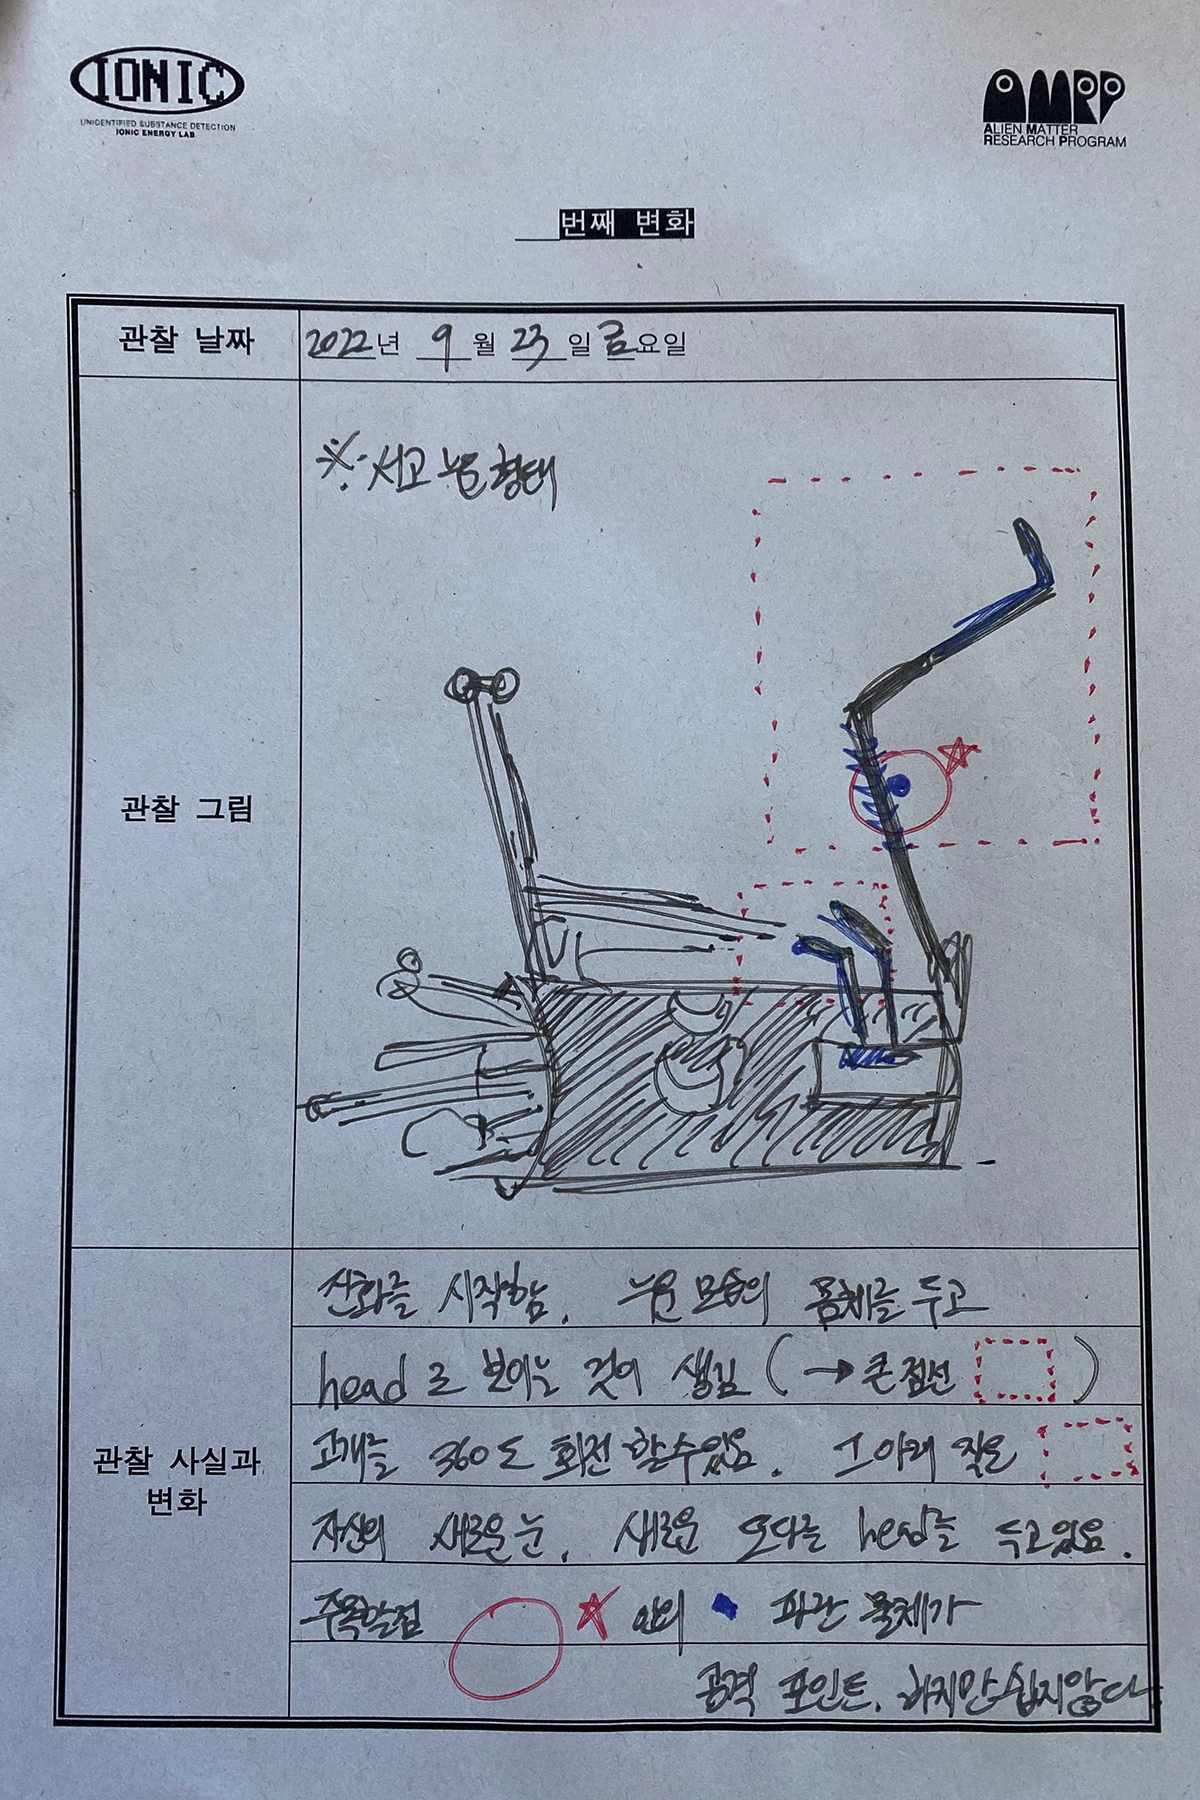 IONIC
UNIDENTIFIED SUBSTANCE DETECTION
IONIC ENERGY LAB
AMRP
ALIEN MATTER
RESEARCH PROGRAM
번째 변화
관찰 날짜
2022년 9월 23일 금요일
※. 서고 누운 형태
관찰 그림
관찰 사실과
변화
진화를 시작함. 누운 모습의 몸체를 두고
head로 보이는 것이 생김 (→ 큰 점선 )
고개를 360도 회전 할 수 있음. 그 아래 작은
자신의 새로운 눈, 새로운 또다른 head를 두고있음.
주목할점 안의 파란 물체가
공격 포인트. 하지만 쉽지않다.